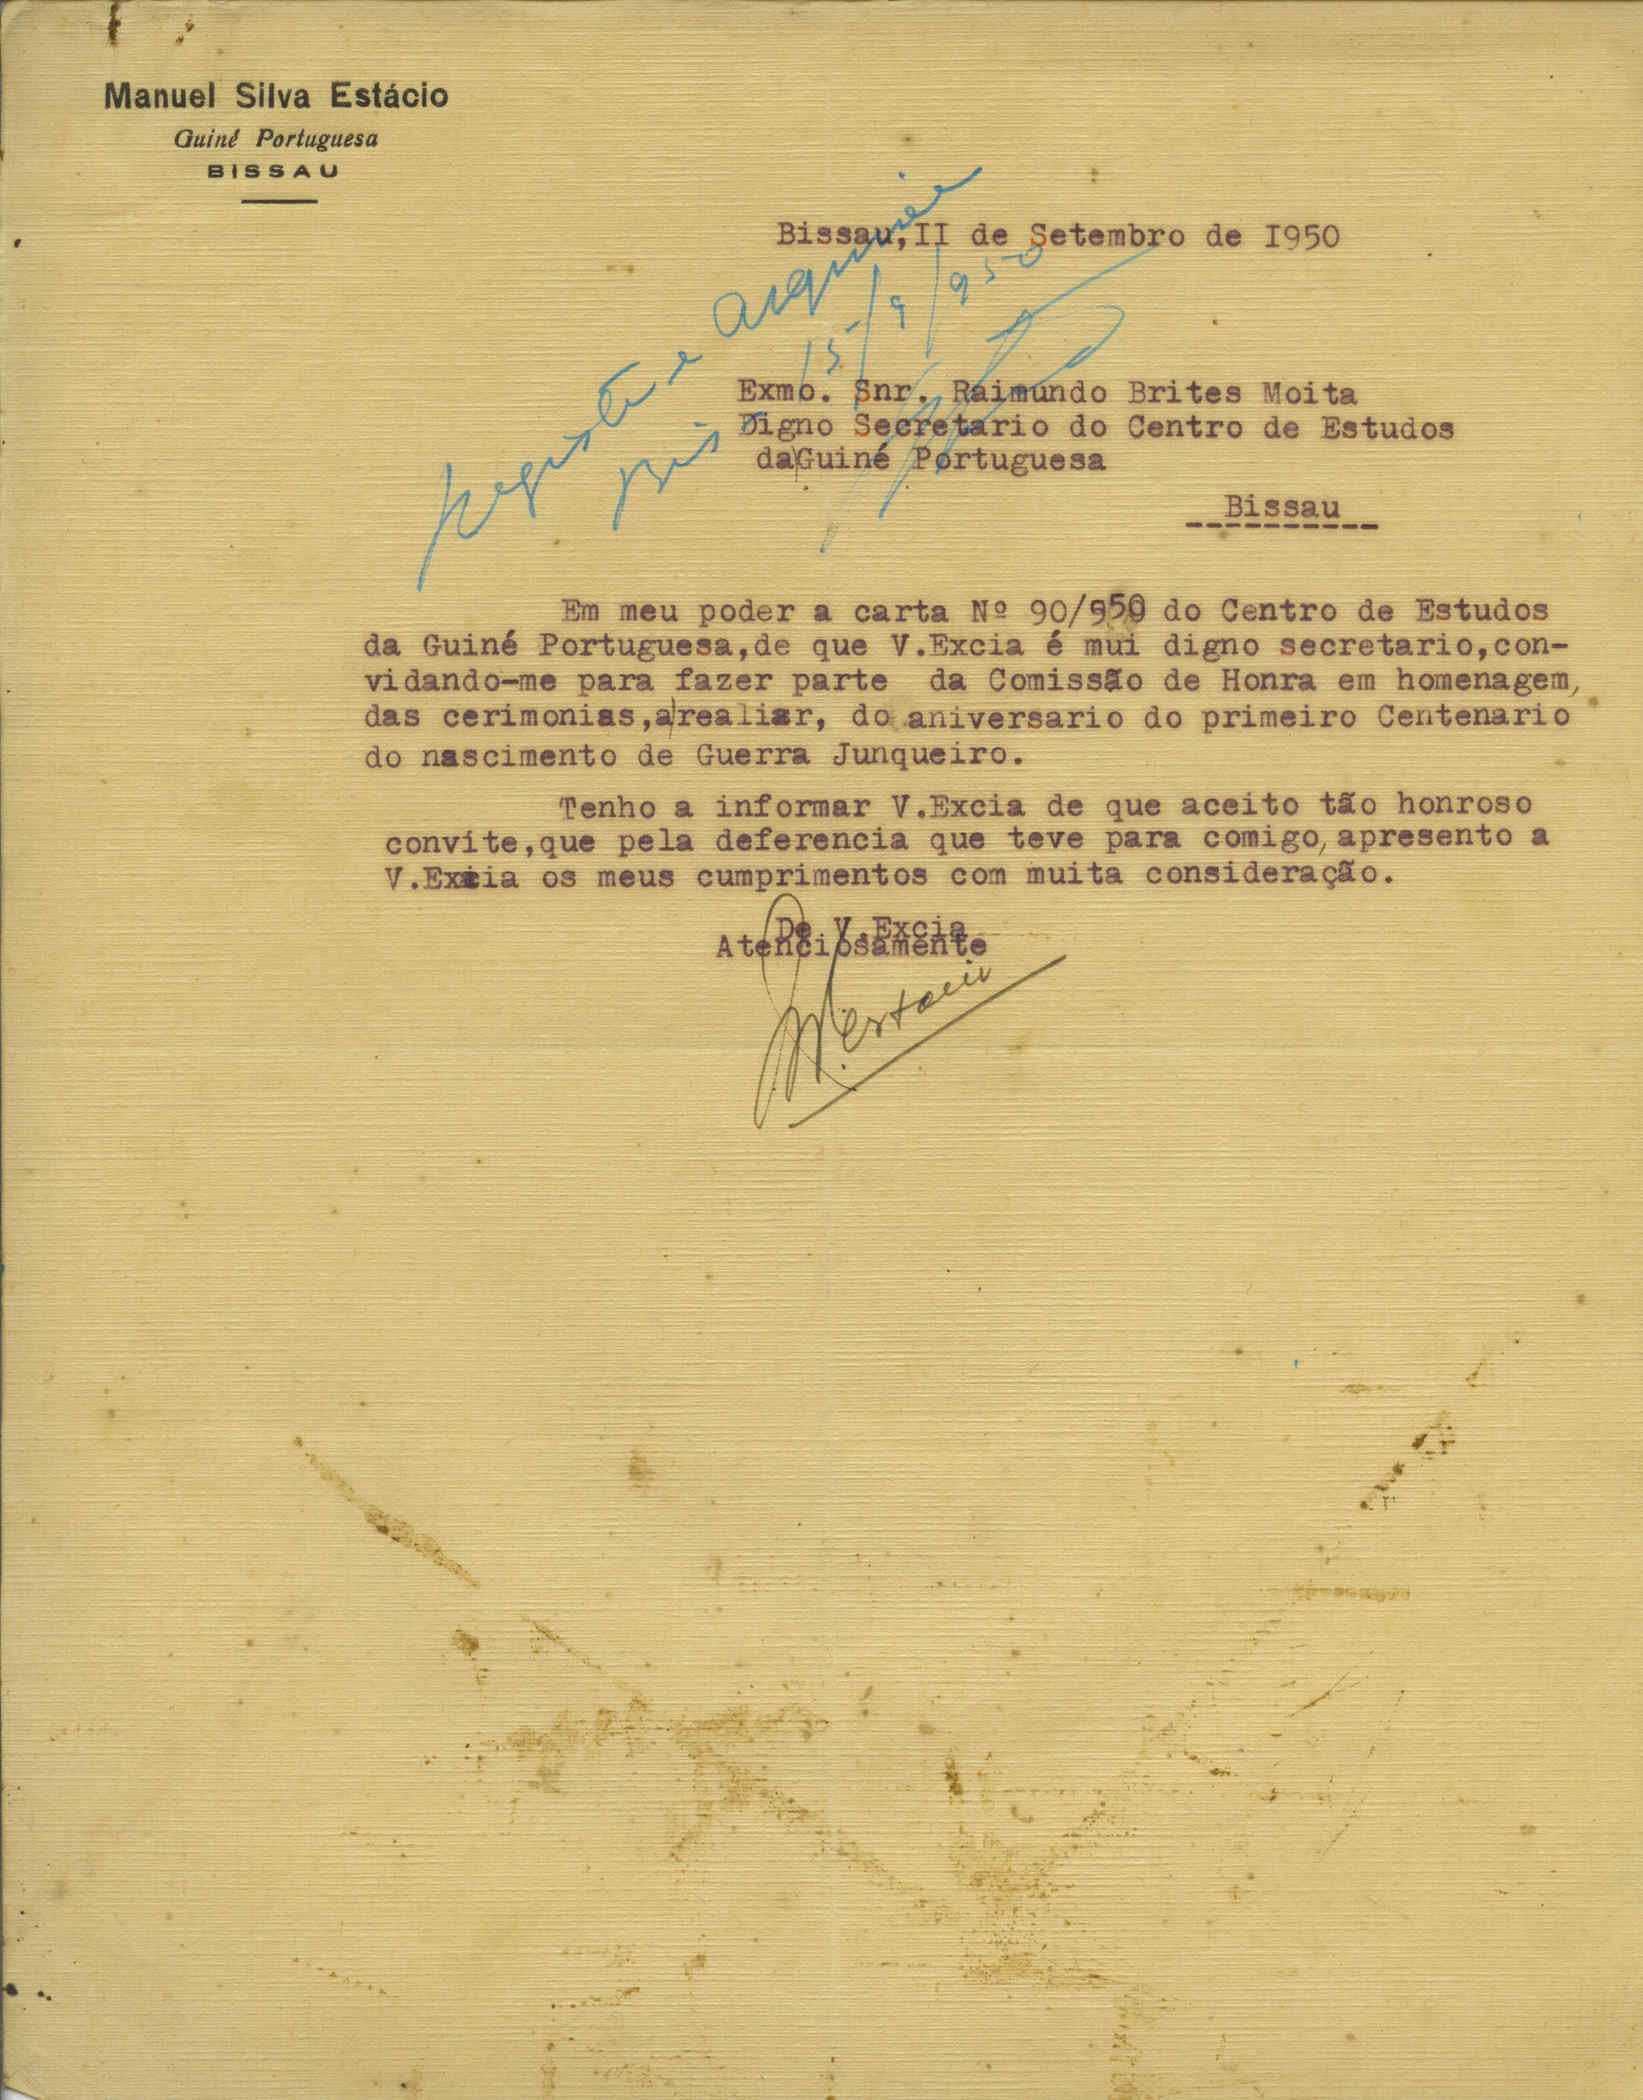 Manuel Silva Estácio
Guiné Portuguesa
BISSAU
Bissau,II de Setembro de I950
Registe e arquive
Bis 15/9/950
Exmo. Snr. Raimundo Brites Moita
Digno Secretario do Centro de Estudos
da Guiné Portuguesa
Bissau
Em meu poder a carta Nº 90/950 do Centro de Estudos
da Guiné Portuguesa,de que V.Excia é mui digno secretario,con-
vidando-me para fazer parte da Comissão de Honra em homenagem,
das cerimonias,a realiar, do aniversario do primeiro Centenario
do nascimento de Guerra Junqueiro.
Tenho a informar V.Excia de que aceito tão honroso
convite,que pela deferencia que teve para comigo, apresento a
V.Excia os meus cumprimentos com muita consideração.
De V.Excia
Atenciosamente
M. Estacio